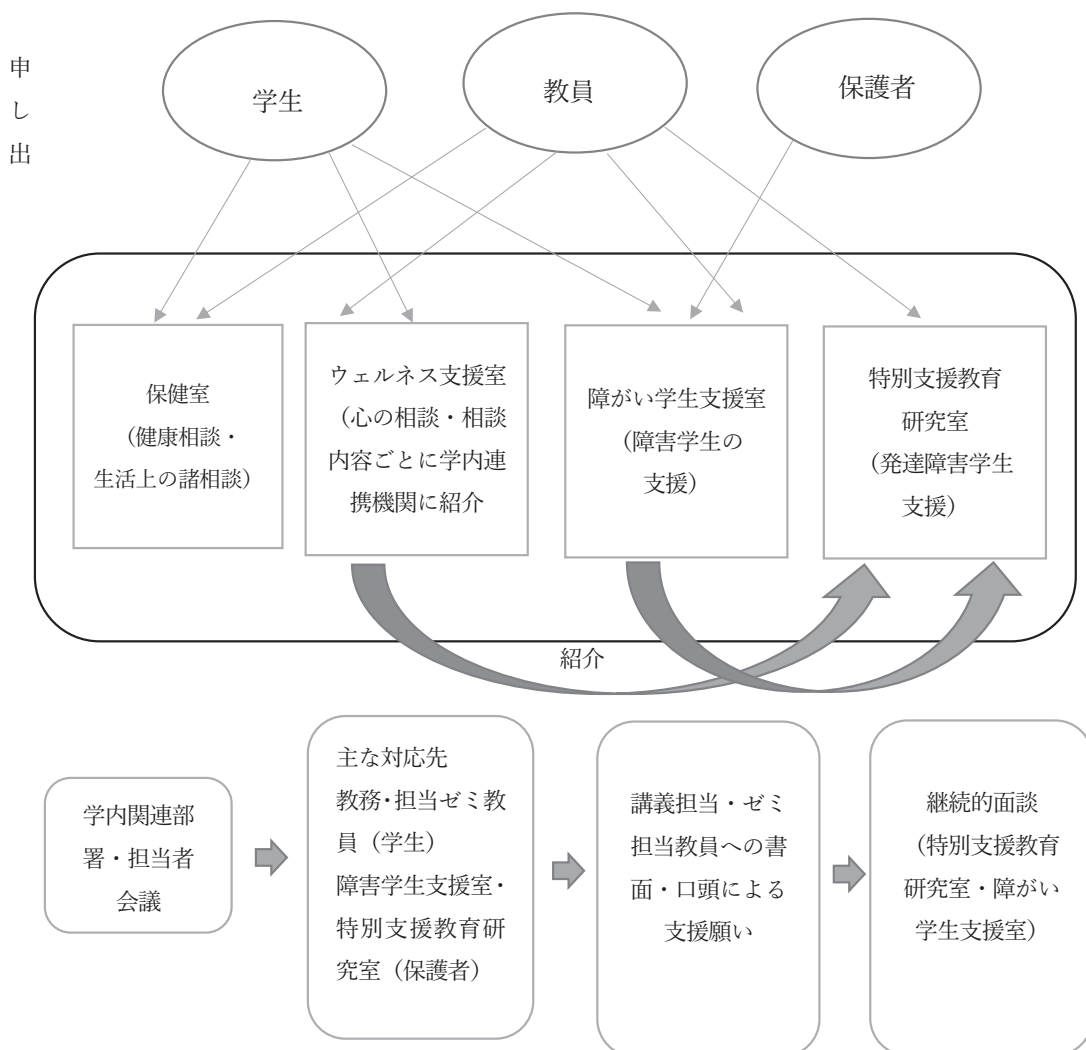 申し出
学生
教員
保護者
保健室
（健康相談・
生活上の諸相談）
ウェルネス支援室
（心の相談・相談
内容ごとに学内連
携機関に紹介
障がい学生支援室
（障害学生の
支援）
特別支援教育
研究室
（発達障害学生
支援）
紹介
学内関連部
署・担当者
会議
主な対応先
教務・担当ゼミ教
員（学生）
障害学生支援室・
特別支援教育研
究室（保護者）
講義担当・ゼミ
担当教員への書
面・口頭による
支援願い
継続的面談
（特別支援教育
研究室・障がい
学生支援室）